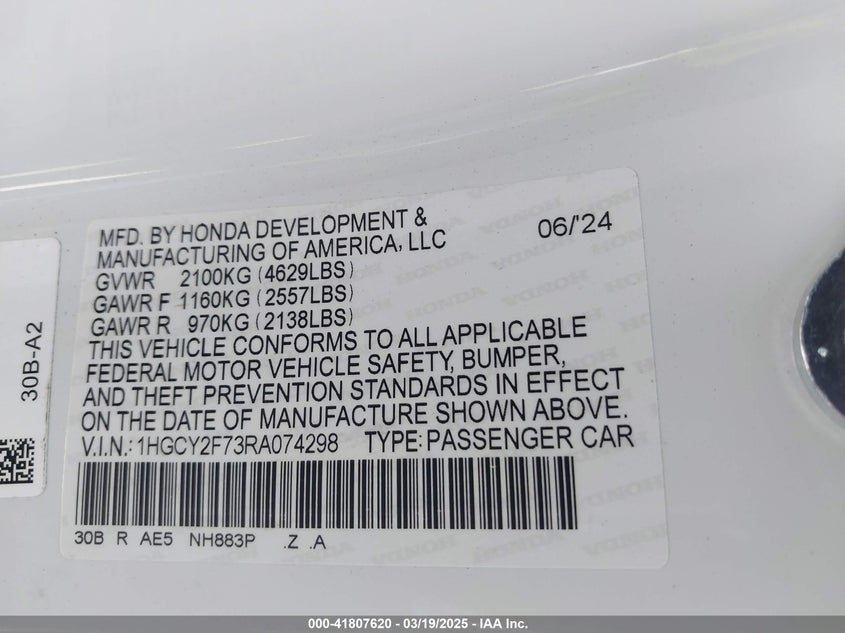 MFD. BY HONDA DEVELOPMENT &
MANUFACTURING OF AMERICA, LLC 06/'24
GVWR 2100KG (4629LBS)
GAWR F 1160KG (2557LBS)
GAWR R 970KG (2138LBS)
THIS VEHICLE CONFORMS TO ALL APPLICABLE
FEDERAL MOTOR VEHICLE SAFETY, BUMPER,
AND THEFT PREVENTION STANDARDS IN EFFECT
ON THE DATE OF MANUFACTURE SHOWN ABOVE.
V.I.N.: 1HGCY2F73RA074298 TYPE: PASSENGER CAR
30B R AE5 NH883P .Z .A
30B-A2
HONDA
000-41807620 - 03/19/2025 - IAA Inc.